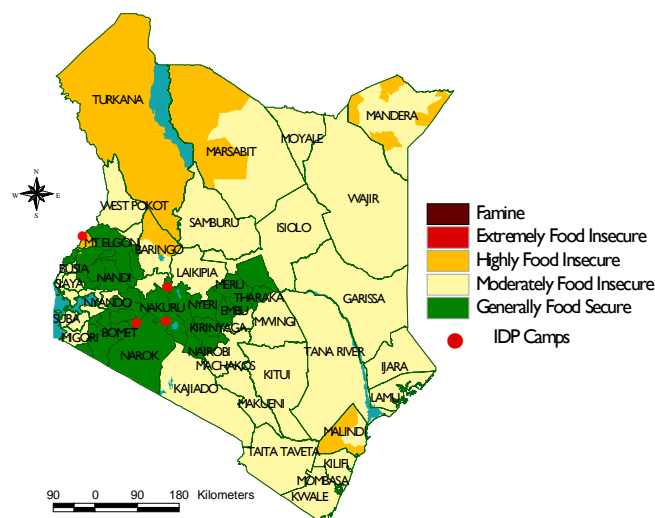 TURKANA
MANDERA
MOYALE
MARSABIT
WAJIR
N
W E
S
WEST POKOT
SAMBURU
ISIOLO
MT ELGON
BARINGO
BUSIA
NANDI
LAIKIPIA
SIAYA
MERU
NYANDO
NYERI
THARAKA
GARISSA
SUBA
NAKURU
EMBU
BOMET
KIRINYAGA
MWINGI
MIGORI
NAROK
NAIROBI
TANA RIVER
MACHAKOS
IJARA
KITUI
KAJIADO
LAMU
MAKUENI
MALINDI
TAITA TAVETA
KILIFI
MOMBASA
KWALE
Famine
Extremely Food Insecure
Highly Food Insecure
Moderately Food Insecure
Generally Food Secure
IDP Camps
90 0 90 180 Kilometers